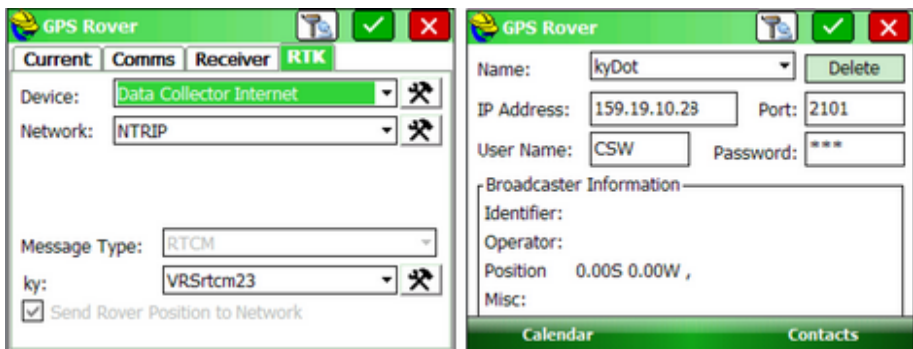 GPS Rover
Current Comms Receiver RTK
Device: Data Collector Internet
Network: NTRIP
Message Type: RTCM
ky: VRSrtcm23
Send Rover Position to Network
GPS Rover
Name: kyDot Delete
IP Address: 159.19.10.28 Port: 2101
User Name: CSW Password: ***
Broadcaster Information
Identifier:
Operator:
Position 0.00S 0.00W ,
Misc:
Calendar Contacts